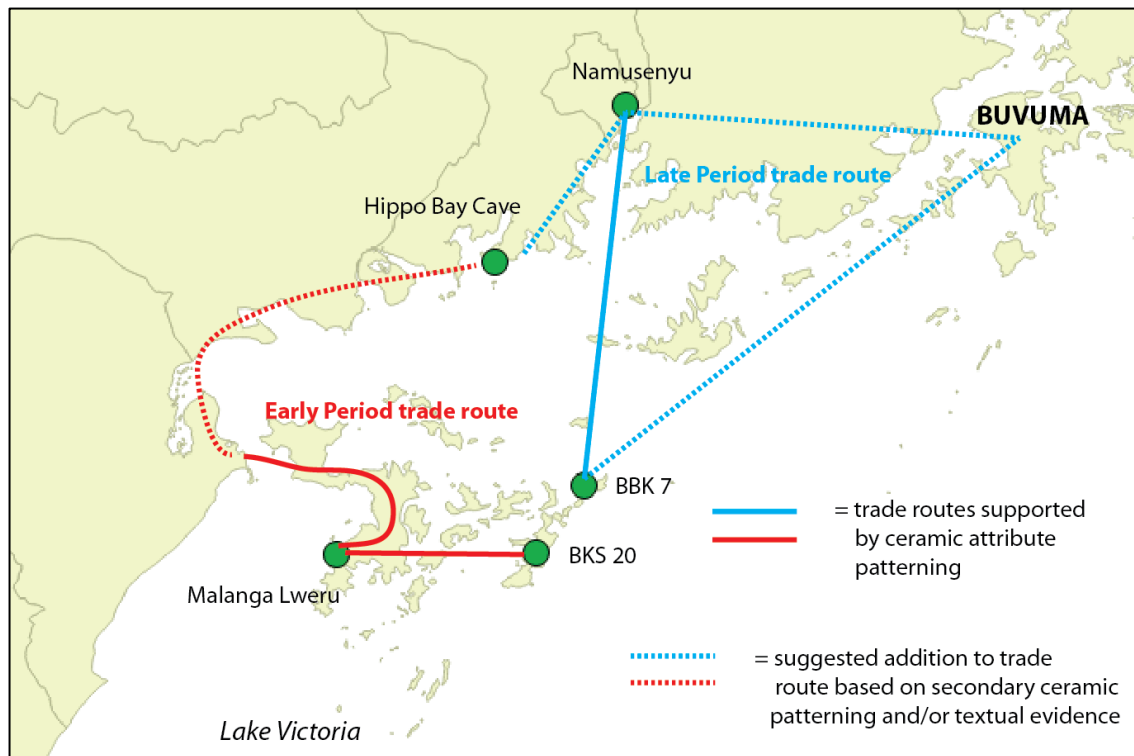 Namusenyu
BUVUMA
Late Period trade route
Hippo Bay Cave
Early Period trade route
BBK 7
BKS 20
Malanga Lweru
= trade routes supported
by ceramic attribute
patterning
= suggested addition to trade
route based on secondary ceramic
patterning and/or textual evidence
Lake Victoria